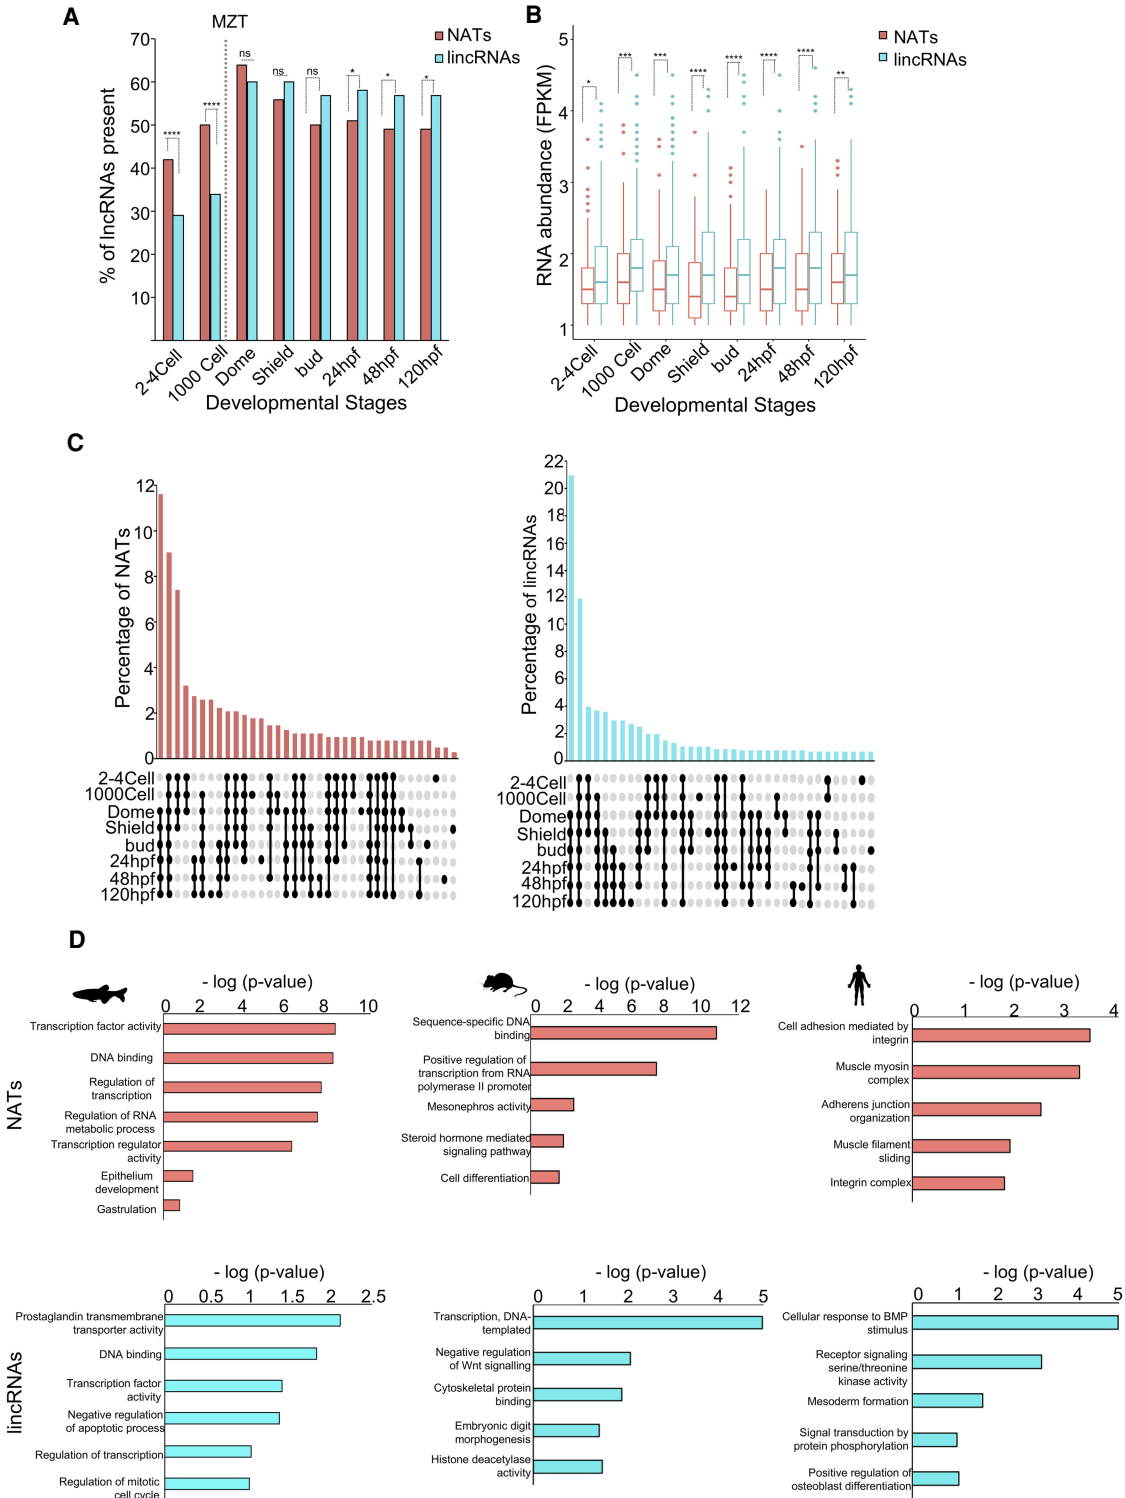 A
MZT
NATs
lincRNAs
% of lncRNAs present
70
60
50
40
30
20
10
****
****
ns
ns
ns
*
*
*
2-4Cell
1000 Cell
Dome
Shield
bud
24hpf
48hpf
120hpf
Developmental Stages
B
NATs
lincRNAs
RNA abundance (FPKM)
5
4
3
2
1
*
***
***
****
****
****
****
**
2-4Cell
1000 Cell
Dome
Shield
bud
24hpf
48hpf
120hpf
Developmental Stages
C
Percentage of NATs
12
10
8
6
4
2
0
2-4Cell
1000Cell
Dome
Shield
bud
24hpf
48hpf
120hpf
Percentage of lincRNAs
22
20
18
16
14
12
10
8
6
4
2
0
2-4Cell
1000Cell
Dome
Shield
bud
24hpf
48hpf
120hpf
D
NATs
- log (p-value)
0 2 4 6 8 10
Transcription factor activity
DNA binding
Regulation of
transcription
Regulation of RNA
metabolic process
Transcription regulator
activity
Epithelium
development
Gastrulation
- log (p-value)
0 2 4 6 8 10 12
Sequence-specific DNA
binding
Positive regulation of
transcription from RNA
polymerase II promoter
Mesonephros activity
Steroid hormone mediated
signaling pathway
Cell differentiation
- log (p-value)
0 1 2 3 4
Cell adhesion mediated by
integrin
Muscle myosin
complex
Adherens junction
organization
Muscle filament
sliding
Integrin complex
lincRNAs
- log (p-value)
0 0.5 1 1.5 2 2.5
Prostaglandin transmembrane
transporter activity
DNA binding
Transcription factor
activity
Negative regulation
of apoptotic process
Regulation of transcription
Regulation of mitotic
cell cycle
- log (p-value)
0 1 2 3 4 5
Transcription, DNA-
templated
Negative regulation
of Wnt signalling
Cytoskeletal protein
binding
Embryonic digit
morphogenesis
Histone deacetylase
activity
- log (p-value)
0 1 2 3 4 5
Cellular response to BMP
stimulus
Receptor signaling
serine/threonine
kinase activity
Mesoderm formation
Signal transduction by
protein phosphorylation
Positive regulation of
osteoblast differentiation